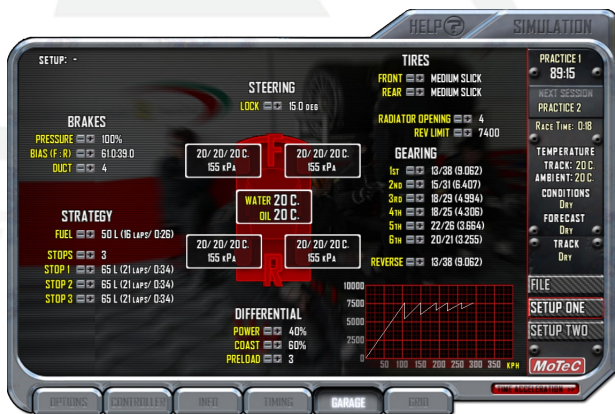 HELP ?
SIMULATION
SETUP: -
STEERING
LOCK 15.0 DEG
TIRES
FRONT MEDIUM SLICK
REAR MEDIUM SLICK
RADIATOR OPENING 4
REV LIMIT 7400
BRAKES
PRESSURE 100%
BIAS (F:R) 61.0:39.0
DUCT 4
F
20/20/20 C.
155 KPA
20/20/20 C.
155 KPA
WATER 20 C.
OIL 20 C.
20/20/20 C.
155 KPA
20/20/20 C.
155 KPA
R
GEARING
1ST 13/38 (9.062)
2ND 15/31 (6.407)
3RD 18/29 (4.994)
4TH 18/25 (4.306)
5TH 22/26 (3.664)
6TH 20/21 (3.255)
REVERSE 13/38 (9.062)
STRATEGY
FUEL 50 L (16 LAPS/ 0:26)
STOPS 3
STOP 1 65 L (21 LAPS/ 0:34)
STOP 2 65 L (21 LAPS/ 0:34)
STOP 3 65 L (21 LAPS/ 0:34)
DIFFERENTIAL
POWER 40%
COAST 60%
PRELOAD 3
10000
7500
5000
2500
0
50 100 150 200 250 300 350 KPH
PRACTICE 1
89:15
NEXT SESSION
PRACTICE 2
RACE TIME: 0:18
TEMPERATURE
TRACK: 20 C.
AMBIENT: 20 C.
CONDITIONS
DRY
FORECAST
DRY
TRACK
DRY
FILE
SETUP ONE
SETUP TWO
MoTeC
TIME ACCELERATION
OPTIONS
CONTROLLER
INFO
TIMING
GARAGE
GRID